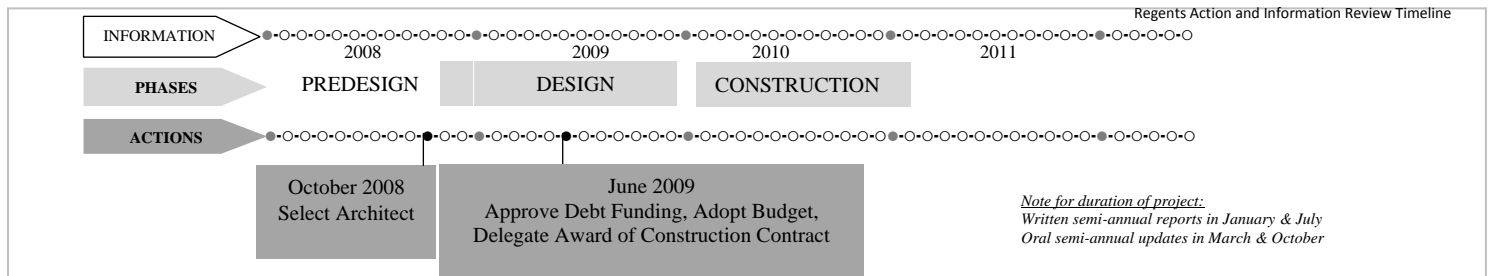 Regents Action and Information Review Timeline
INFORMATION
2008 2009 2010 2011
PHASES PREDESIGN DESIGN CONSTRUCTION
ACTIONS
October 2008
Select Architect
June 2009
Approve Debt Funding, Adopt Budget,
Delegate Award of Construction Contract
Note for duration of project:
Written semi-annual reports in January & July
Oral semi-annual updates in March & October